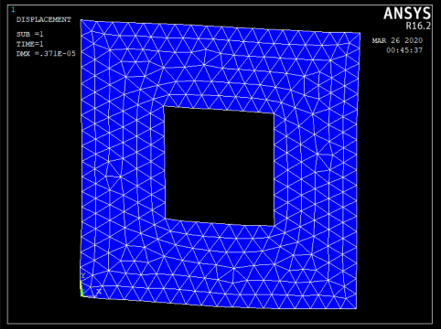 1
DISPLACEMENT
SUB =1
TIME=1
DMX =.371E-05
ANSYS
R16.2
MAR 26 2020
00:45:37
X